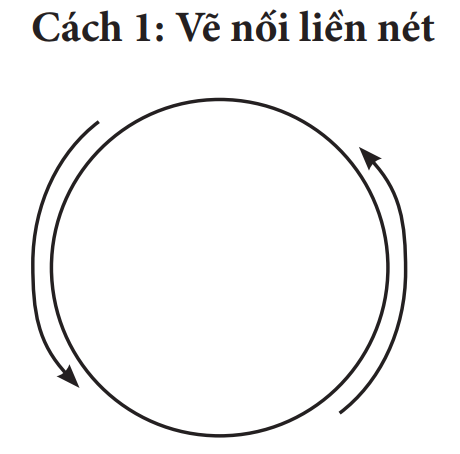 Cách 1: Vẽ nối liền nét